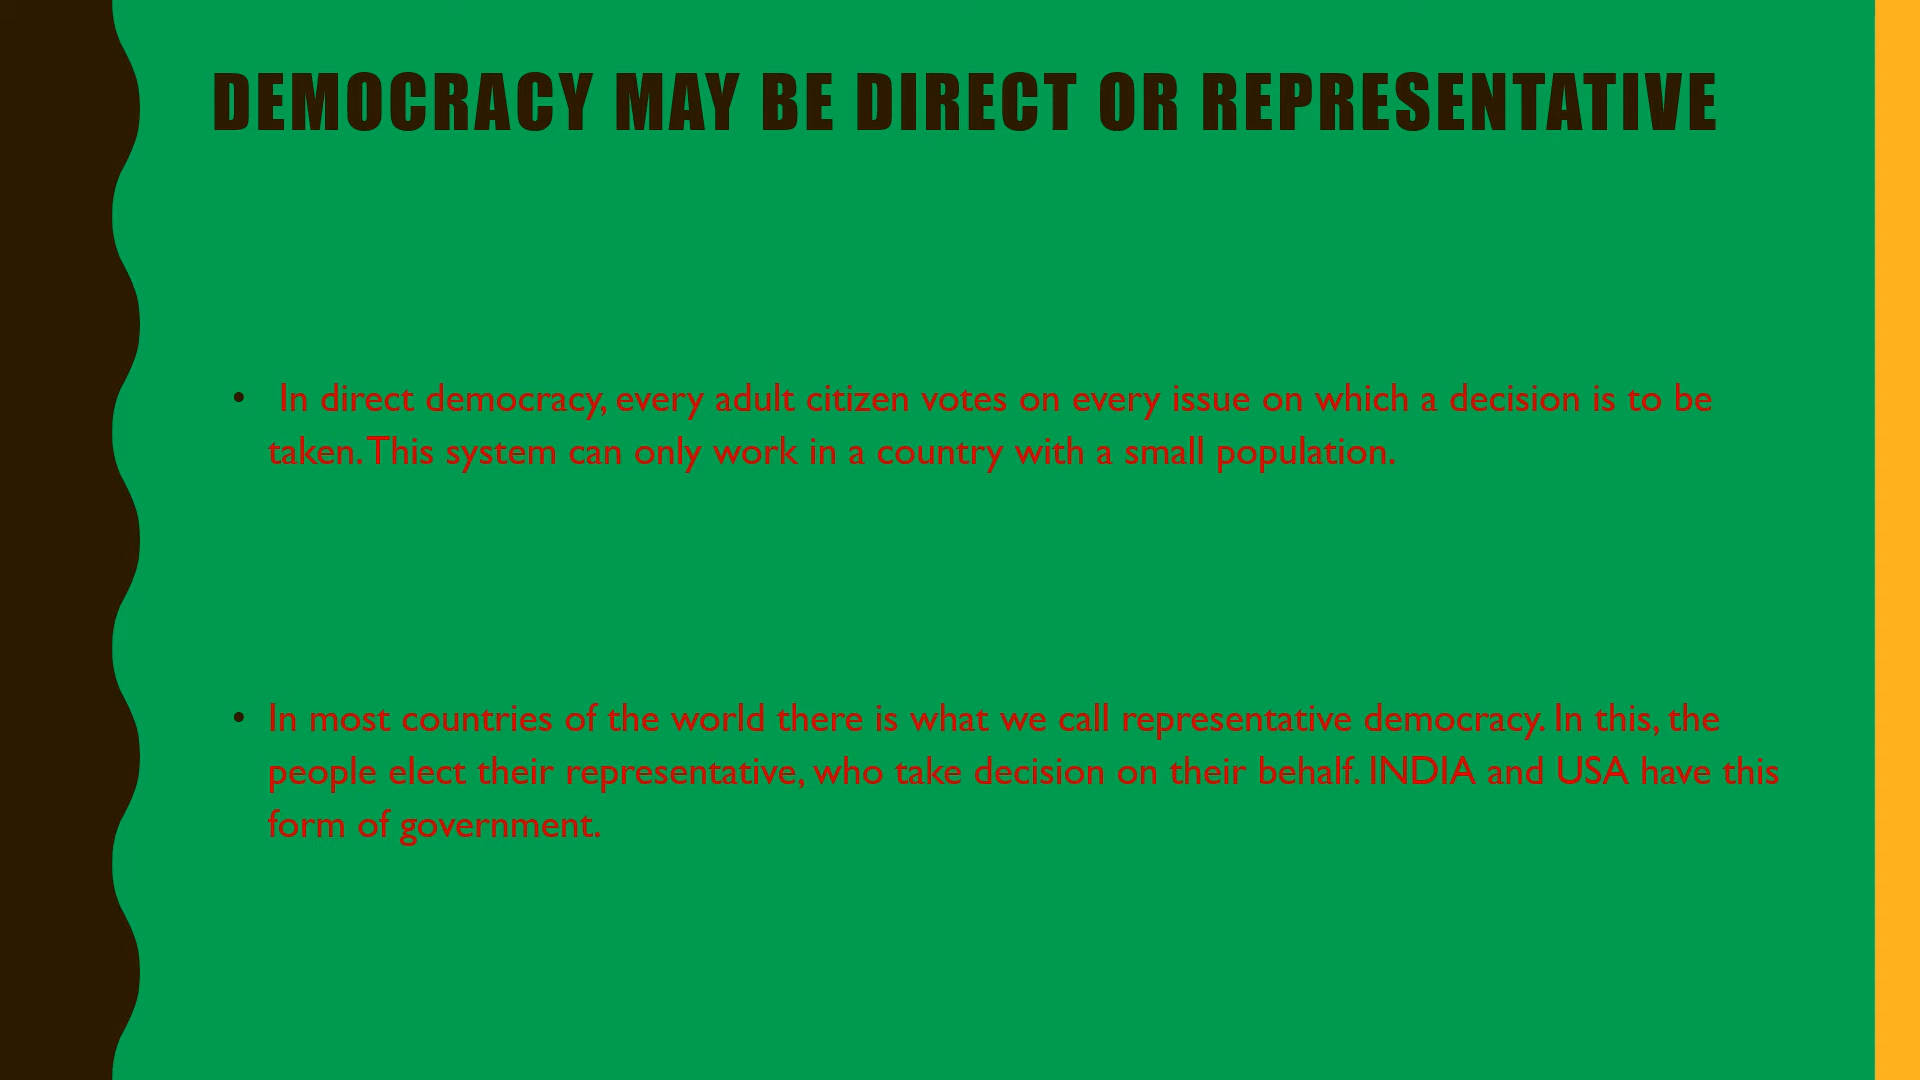 DEMOCRACY MAY BE DIRECT OR REPRESENTATIVE
• In direct democracy, every adult citizen votes on every issue on which a decision is to be
taken. This system can only work in a country with a small population.
• In most countries of the world there is what we call representative democracy. In this, the
people elect their representative, who take decision on their behalf. INDIA and USA have this
form of government.